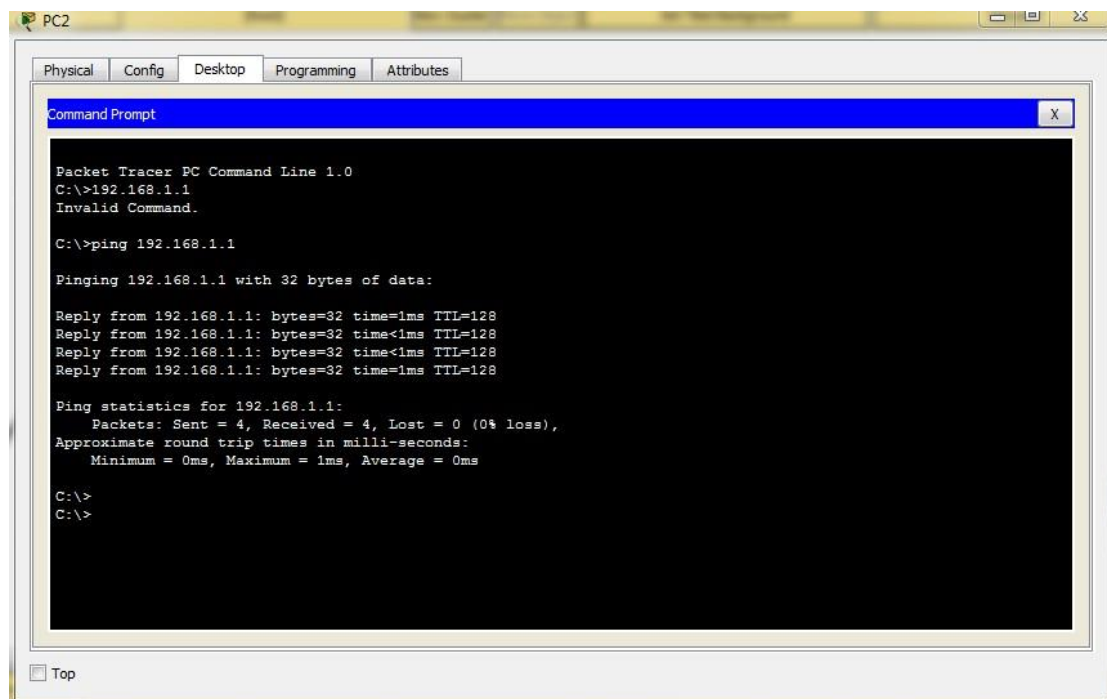 PC2
Physical Config Desktop Programming Attributes
Command Prompt
X
Packet Tracer PC Command Line 1.0
C:\>192.168.1.1
Invalid Command.
C:\>ping 192.168.1.1
Pinging 192.168.1.1 with 32 bytes of data:
Reply from 192.168.1.1: bytes=32 time=1ms TTL=128
Reply from 192.168.1.1: bytes=32 time<1ms TTL=128
Reply from 192.168.1.1: bytes=32 time<1ms TTL=128
Reply from 192.168.1.1: bytes=32 time=1ms TTL=128
Ping statistics for 192.168.1.1:
Packets: Sent = 4, Received = 4, Lost = 0 (0% loss),
Approximate round trip times in milli-seconds:
Minimum = 0ms, Maximum = 1ms, Average = 0ms
C:\>
C:\>
Top